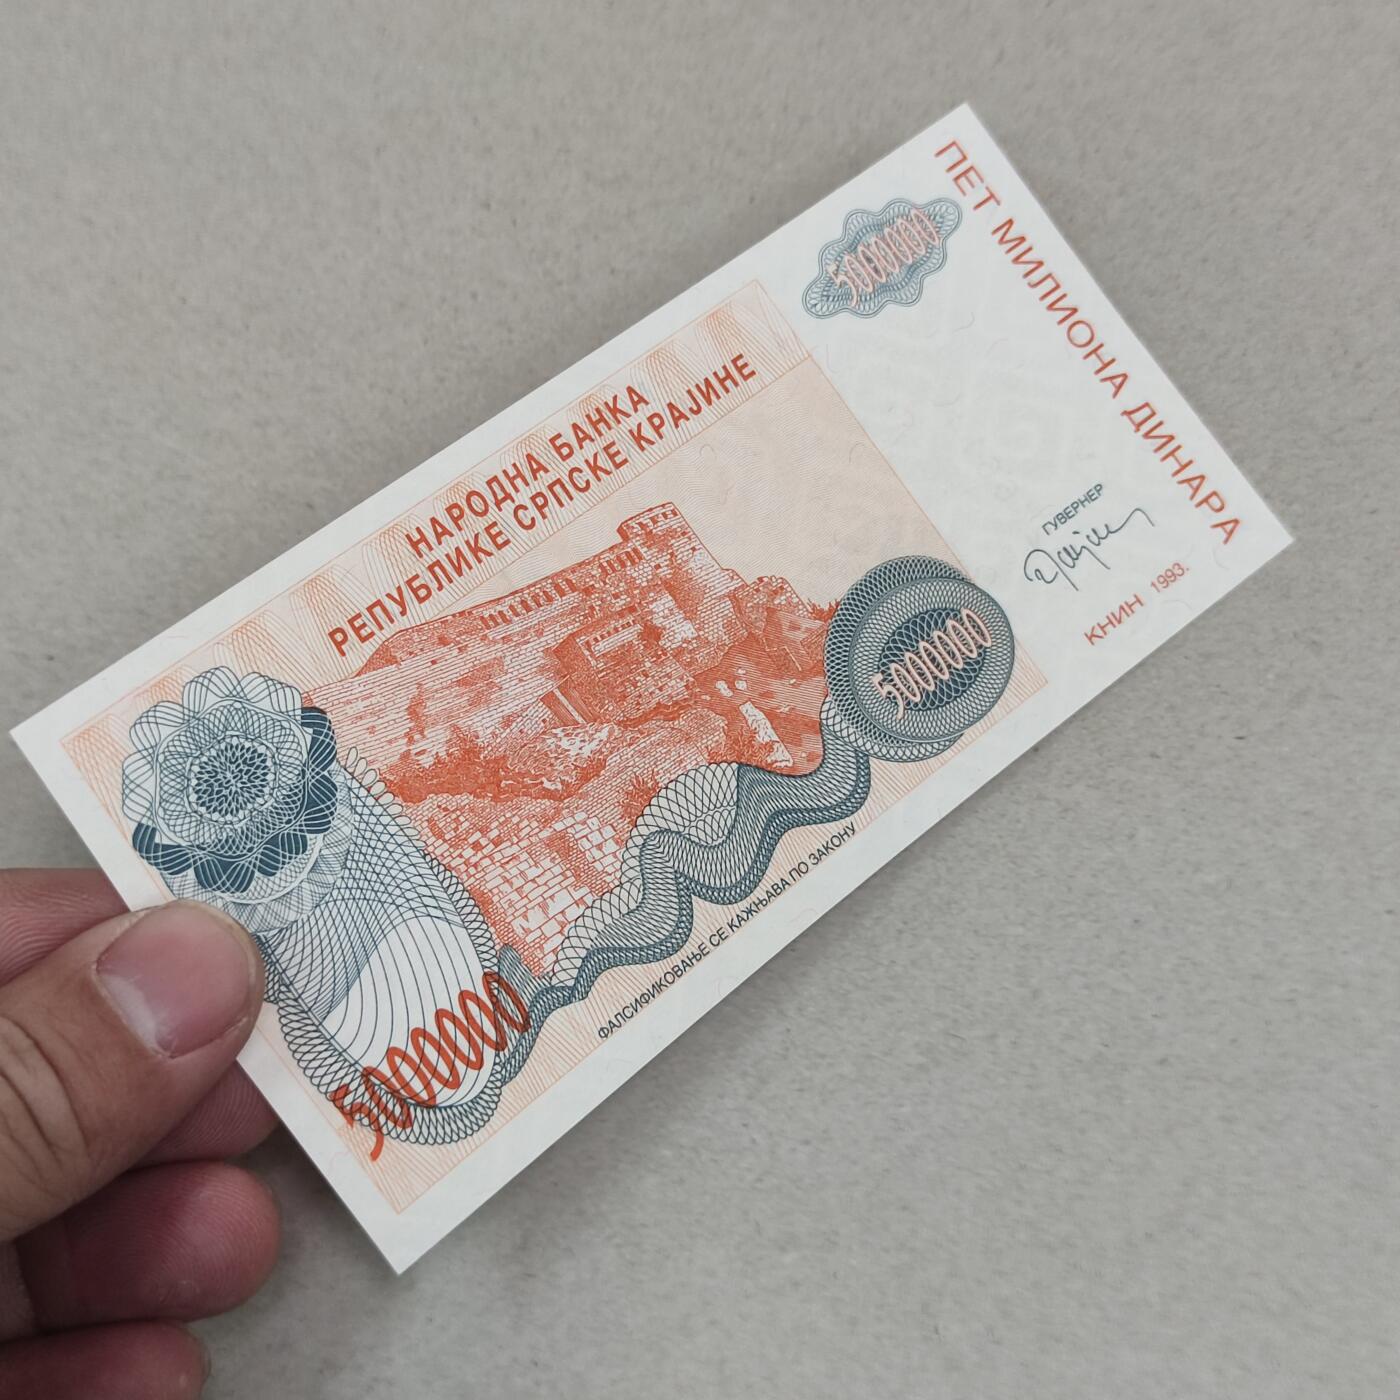 НАРОДНА БАНКА
РЕПУБЛИКЕ СРПСКЕ КРАЈИНЕ
5000000
ПЕТ МИЛИОНА ДИНАРА
5000000
ГУВЕРНЕР
КНИН 1993.
5000000
ФАЛСИФИКОВАЊЕ СЕ КАЖЊАВА ПО ЗАКОНУ